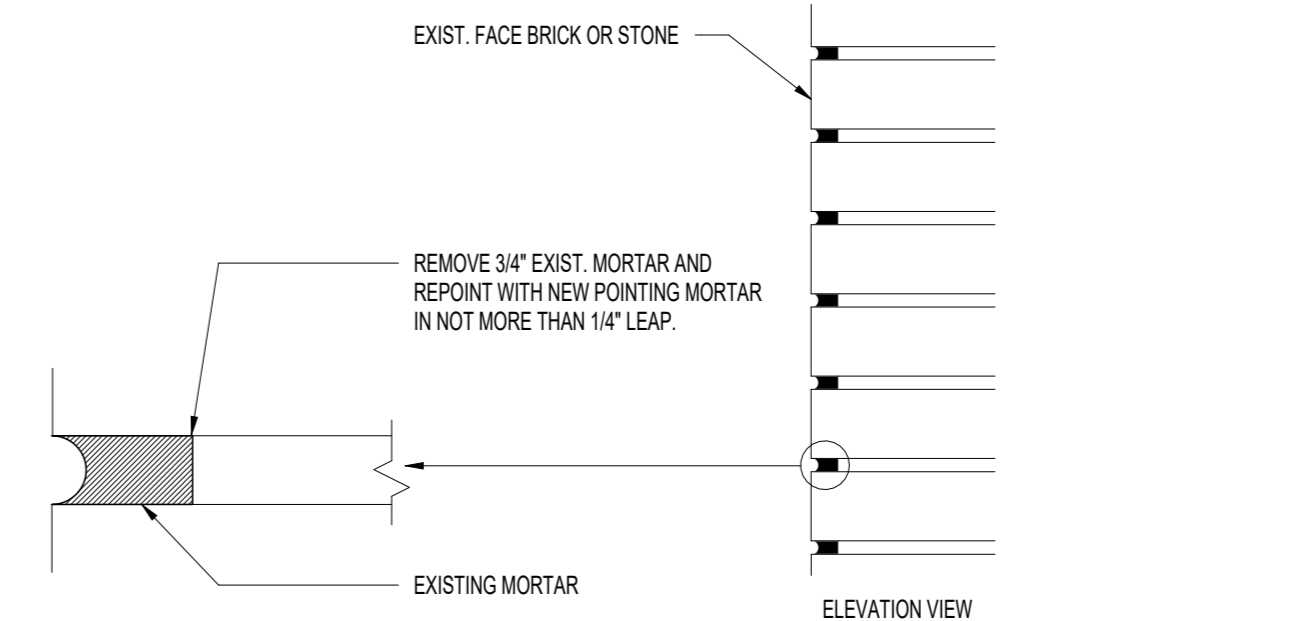 EXIST. FACE BRICK OR STONE
REMOVE 3/4" EXIST. MORTAR AND
REPOINT WITH NEW POINTING MORTAR
IN NOT MORE THAN 1/4" LEAP.
EXISTING MORTAR
ELEVATION VIEW